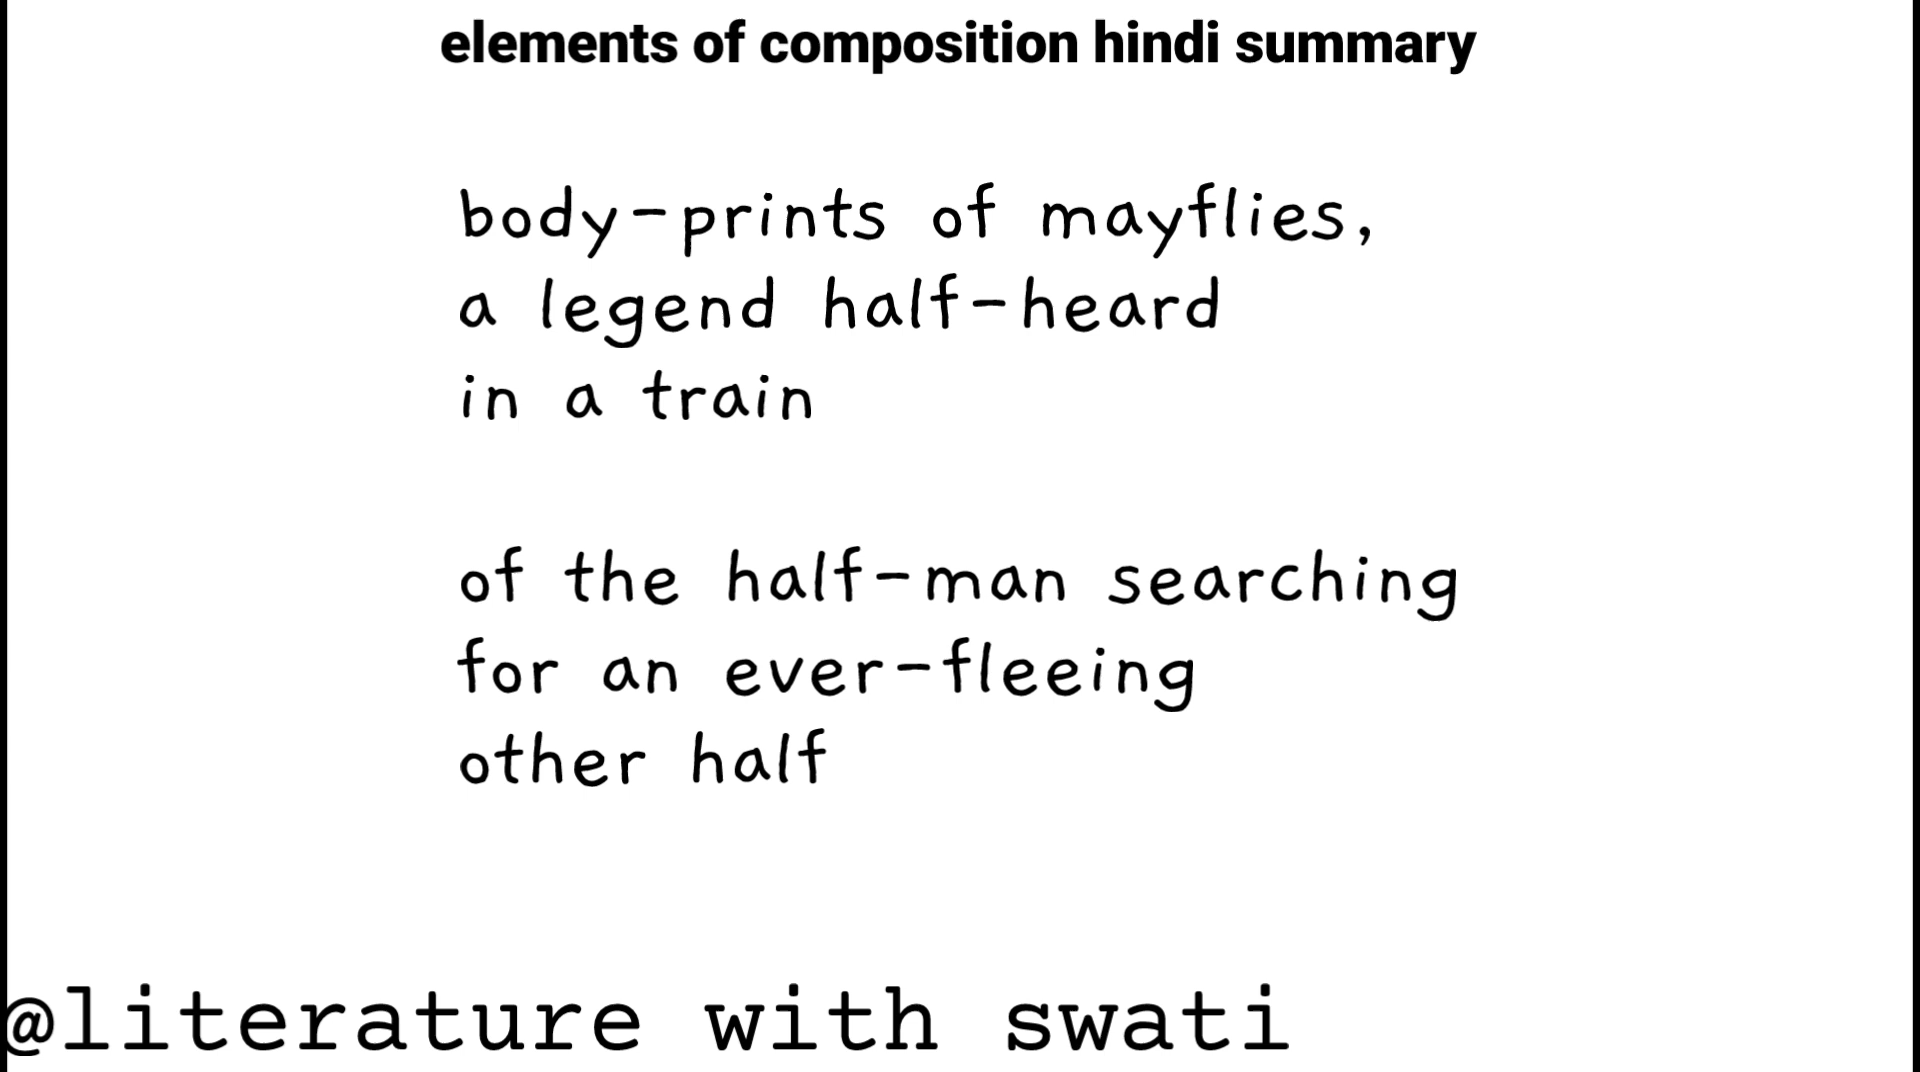 elements of composition hindi summary
body-prints of mayflies,
a legend half-heard
in a train
of the half-man searching
for an ever-fleeing
other half
@literature with swati